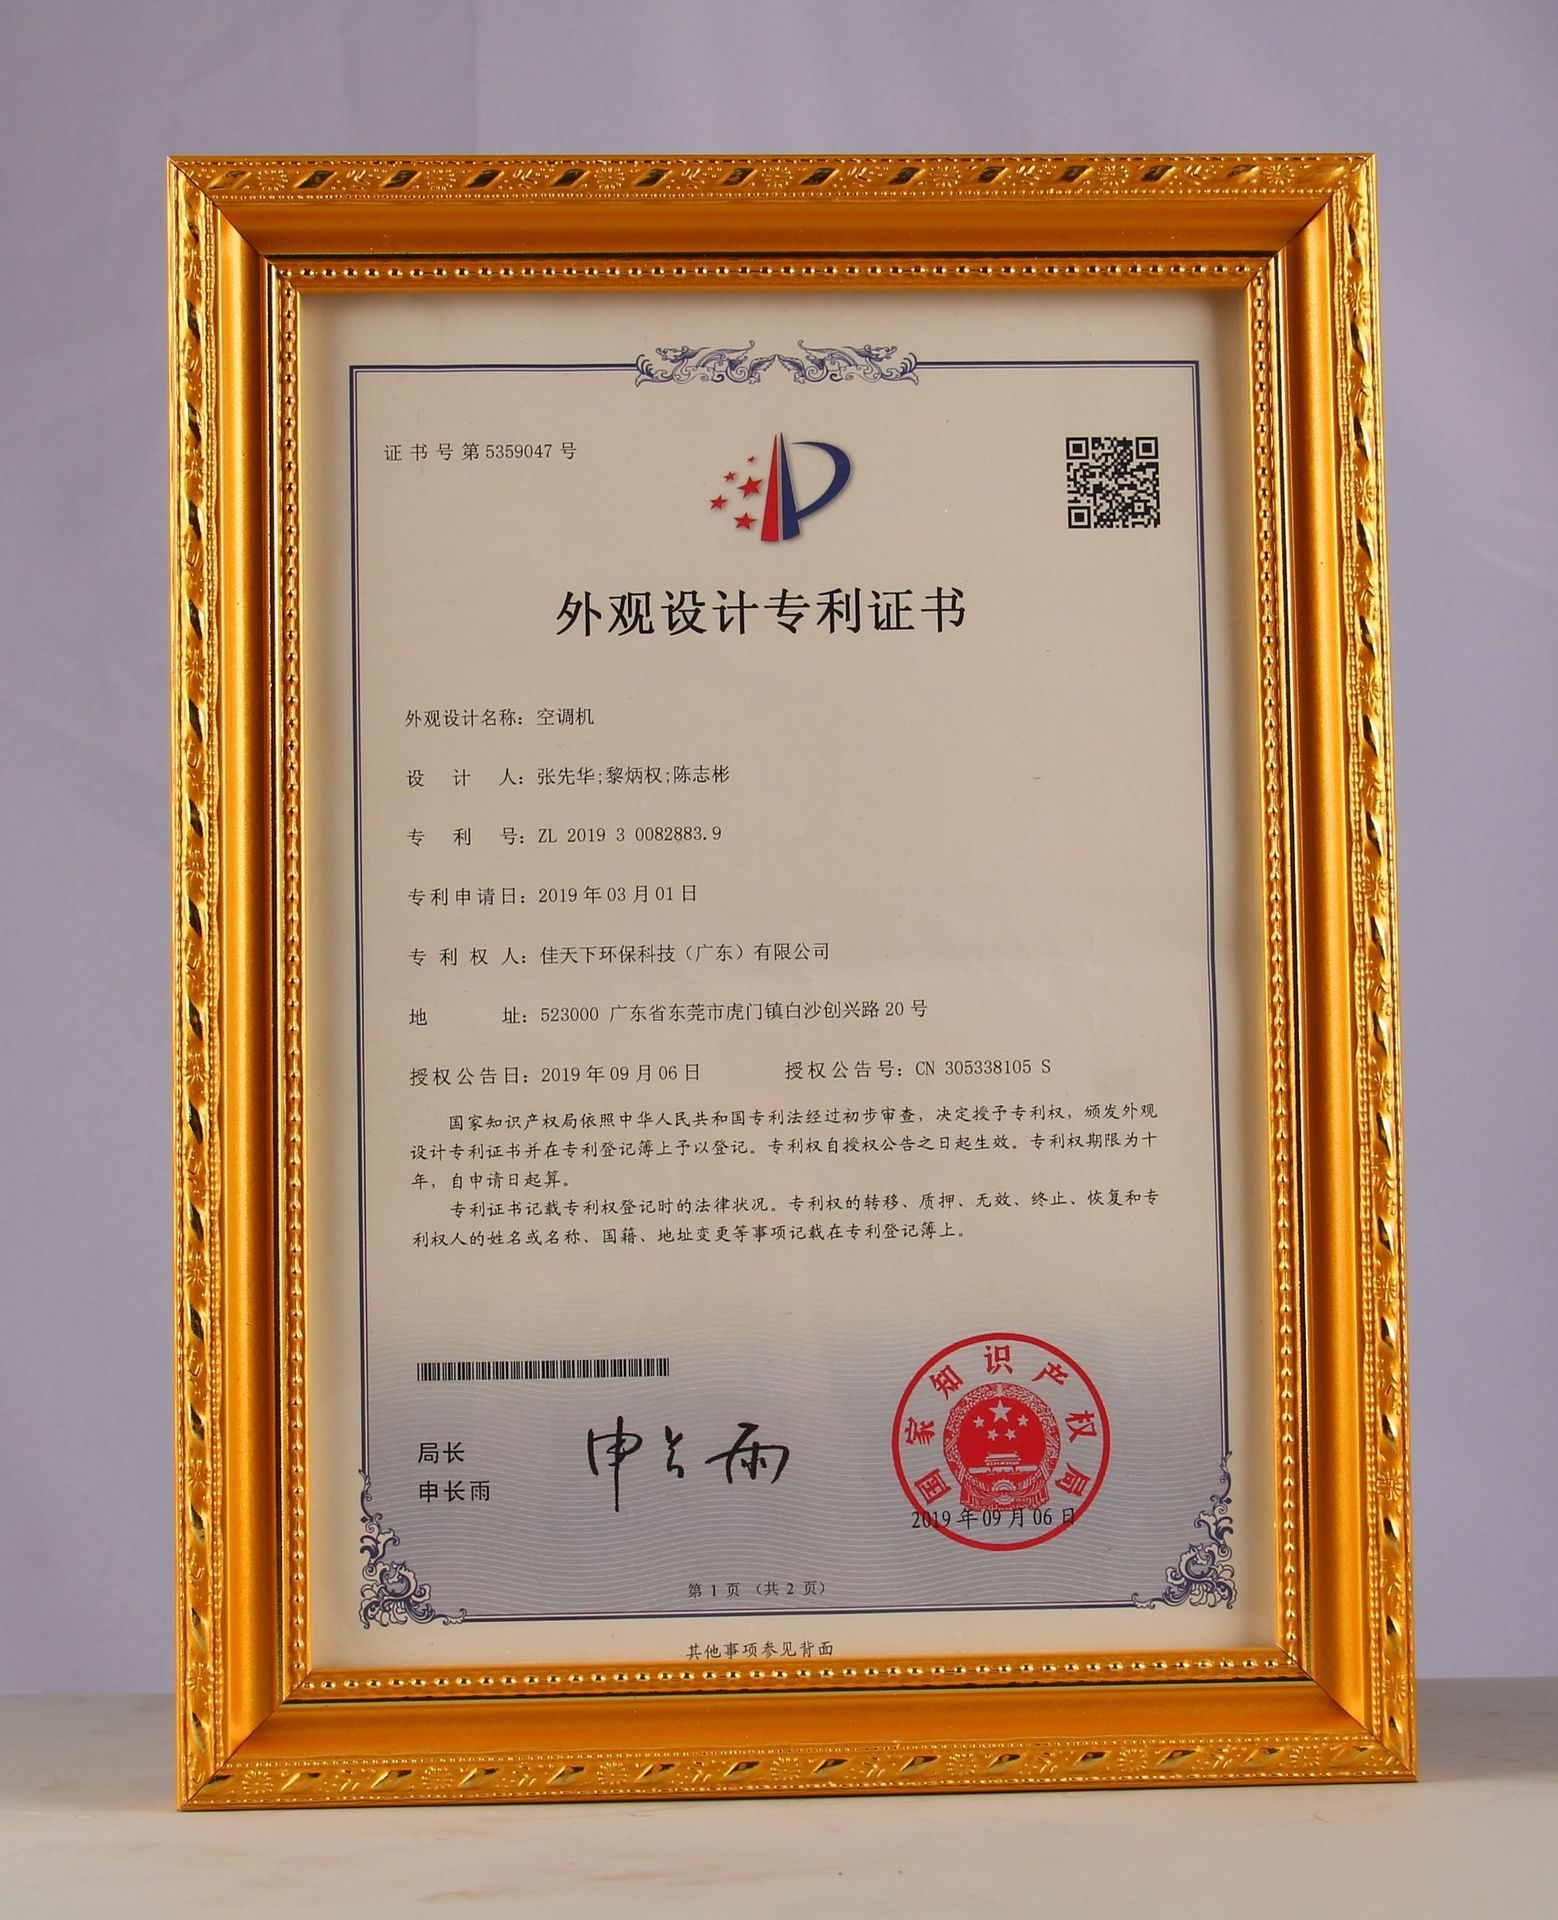 证书号第5359047号
外观设计专利证书
外观设计名称：空调机
设计人：张先华;黎炳权;陈志彬
专利号：ZL 2019 3 0082883.9
专利申请日：2019年03月01日
专利权人：佳天下环保科技（广东）有限公司
地址：523000 广东省东莞市虎门镇白沙创兴路20号
授权公告日：2019年09月06日 授权公告号：CN 305338105 S
国家知识产权局依照中华人民共和国专利法经过初步审查，决定授予专利权，颁发外观
设计专利证书并在专利登记簿上予以登记。专利权自授权公告之日起生效。专利权期限为十
年，自申请日起算。
专利证书记载专利权登记时的法律状况。专利权的转移、质押、无效、终止、恢复和专
利权人的姓名或名称、国籍、地址变更等事项记载在专利登记簿上。
局长
申长雨
申长雨
国家知识产权局
2019年09月06日
第1页（共2页）
其他事项参见背面